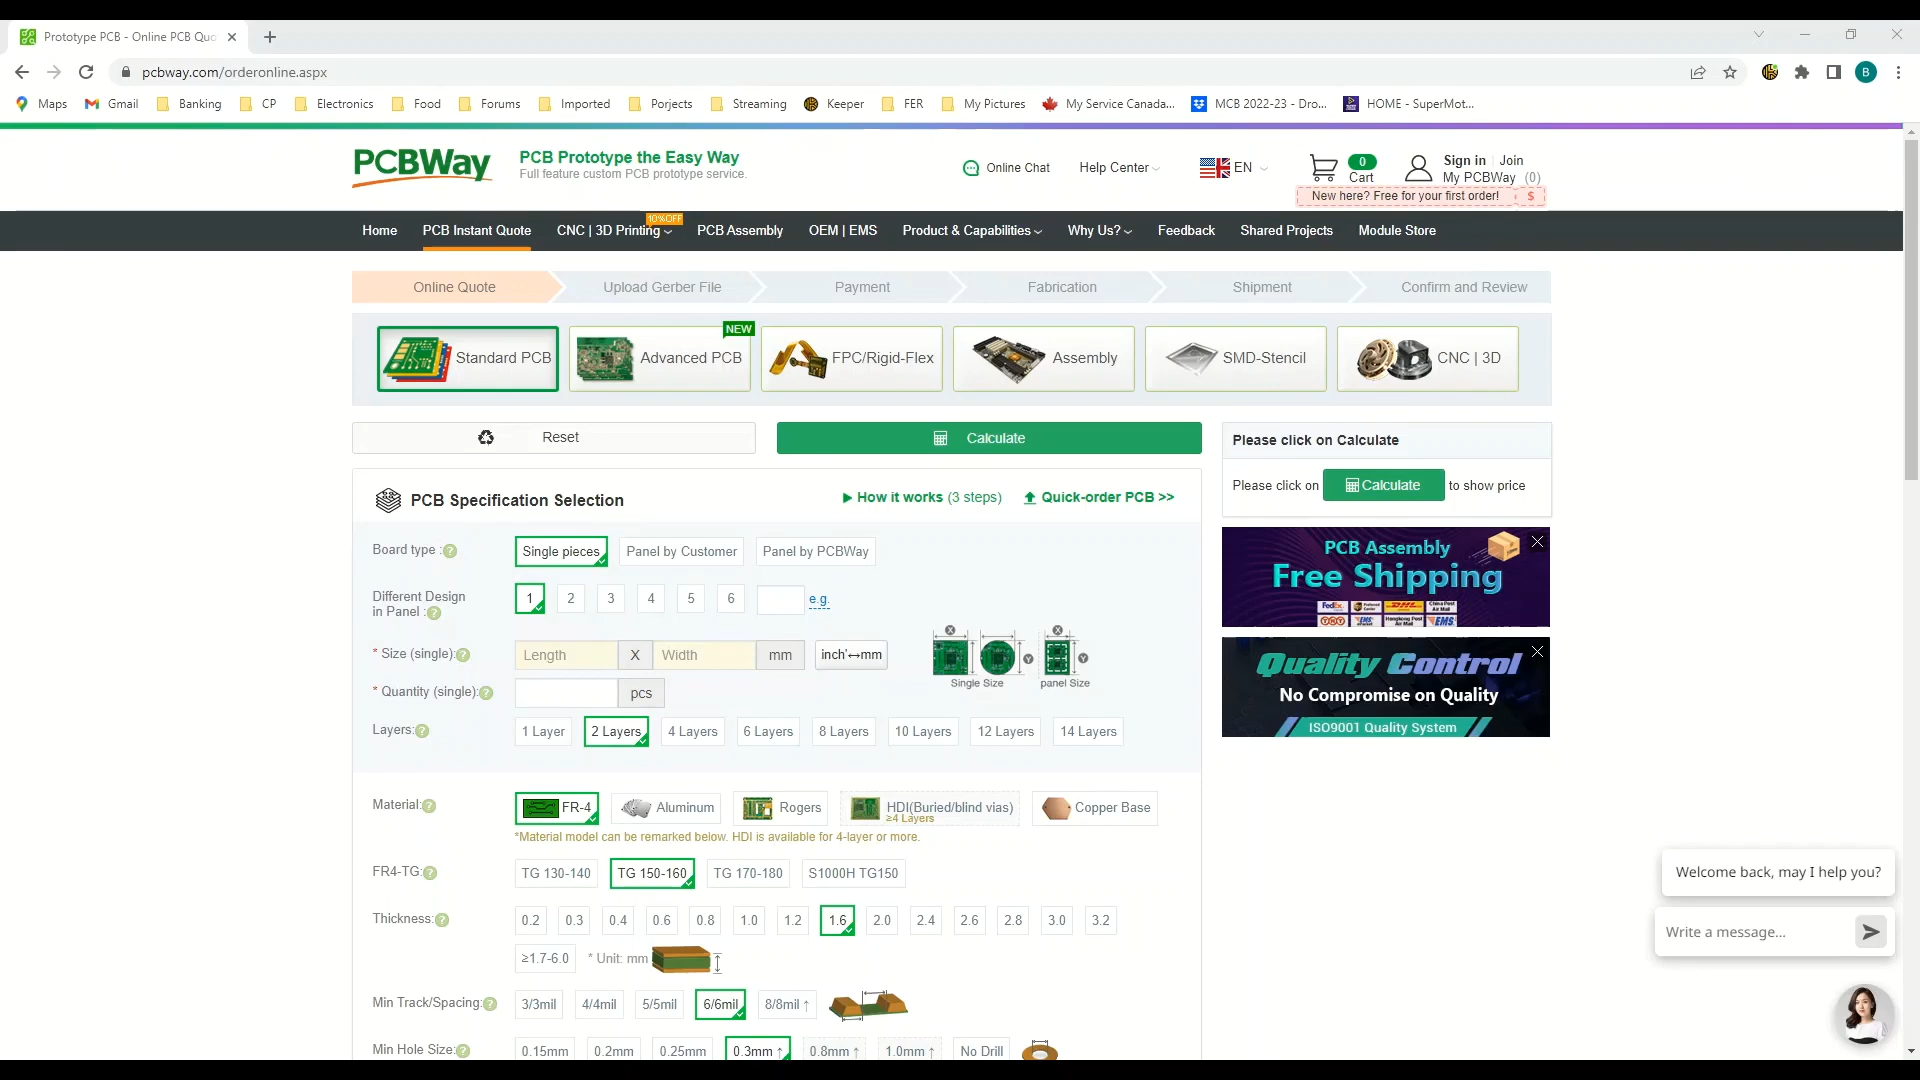 Prototype PCB - Online PCB Quo
pcbway.com/orderonline.aspx
B
Maps Gmail Banking CP Electronics Food Forums Imported Porjects Streaming Keeper FER My Pictures My Service Canada... MCB 2022-23 - Dro... HOME - SuperMot...
PCBWay
PCB Prototype the Easy Way
Full feature custom PCB prototype service.
Online Chat
Help Center
EN
0
Cart
Sign in Join
My PCBWay (0)
New here? Free for your first order! $
10%OFF
Home PCB Instant Quote CNC | 3D Printing PCB Assembly OEM | EMS Product & Capabilities Why Us? Feedback Shared Projects Module Store
Online Quote Upload Gerber File Payment Fabrication Shipment Confirm and Review
NEW
Standard PCB Advanced PCB FPC/Rigid-Flex Assembly SMD-Stencil CNC | 3D
Reset
Calculate
Please click on Calculate
Please click on Calculate to show price
PCB Specification Selection
How it works (3 steps) Quick-order PCB >>
Board type : ? Single pieces Panel by Customer Panel by PCBWay
Different Design
in Panel : ? 1 2 3 4 5 6 e.g.
* Size (single): ? Length X Width mm inch'↔mm
X X
Y Y
Single Size panel Size
* Quantity (single): ? pcs
Layers: ? 1 Layer 2 Layers 4 Layers 6 Layers 8 Layers 10 Layers 12 Layers 14 Layers
Material: ? FR-4 Aluminum Rogers HDI(Buried/blind vias) Copper Base
≥4 Layers
*Material model can be remarked below. HDI is available for 4-layer or more.
FR4-TG: ? TG 130-140 TG 150-160 TG 170-180 S1000H TG150
Thickness: ? 0.2 0.3 0.4 0.6 0.8 1.0 1.2 1.6 2.0 2.4 2.6 2.8 3.0 3.2
≥1.7-6.0 * Unit: mm
Min Track/Spacing: ? 3/3mil 4/4mil 5/5mil 6/6mil 8/8mil ↑
Min Hole Size: ? 0.15mm 0.2mm 0.25mm 0.3mm ↑ 0.8mm ↑ 1.0mm ↑ No Drill
PCB Assembly
Free Shipping
FedEx DHL China Post Air Mail
TNT EMS Hongkong Post Air Mail EMS
Quality Control
No Compromise on Quality
ISO9001 Quality System
Welcome back, may I help you?
Write a message...